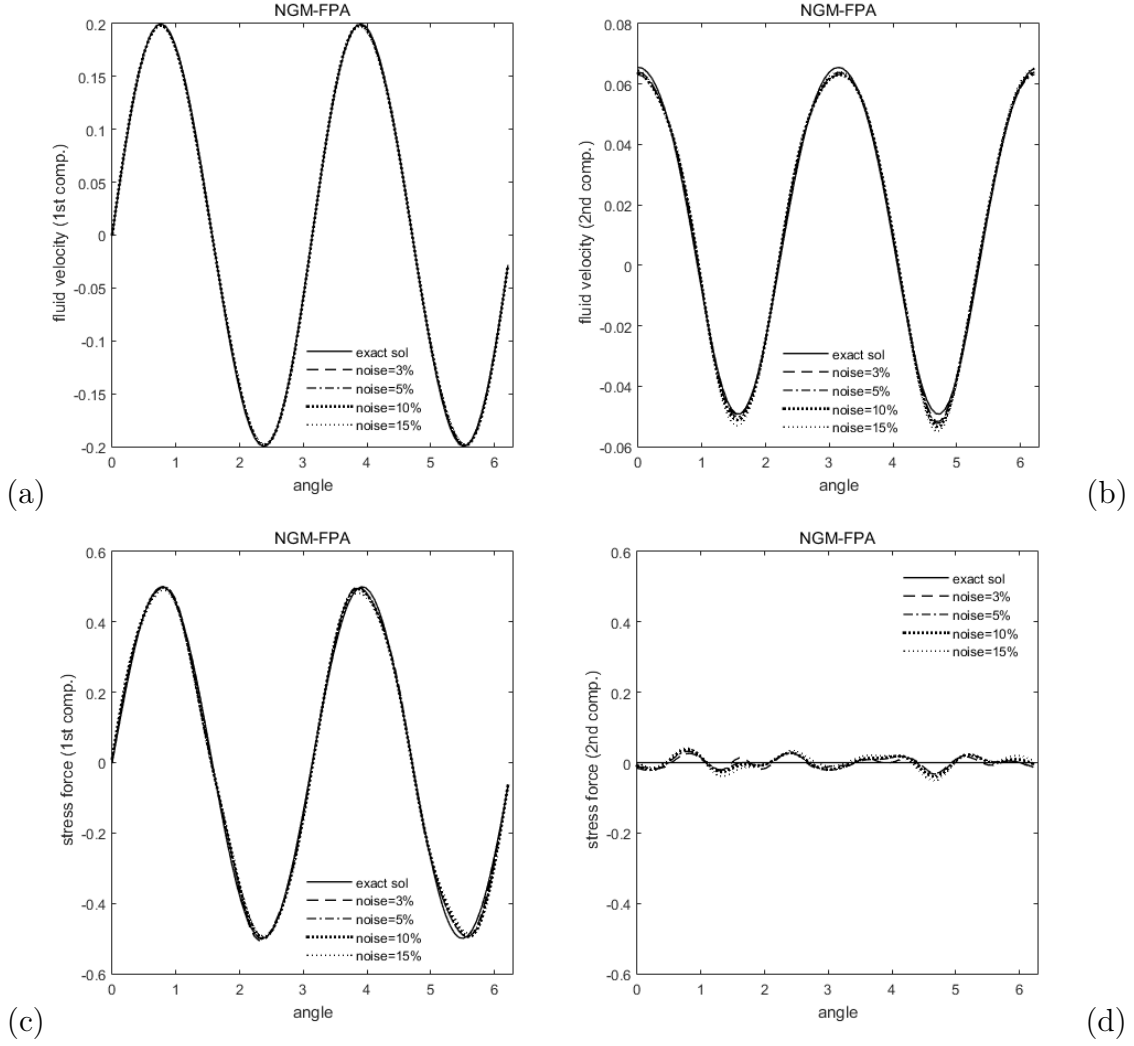 NGM-FPA
0.2
0.15
0.1
0.05
0
-0.05
-0.1
-0.15
-0.2
fluid velocity (1st comp.)
exact sol
noise=3%
noise=5%
noise=10%
noise=15%
0 1 2 3 4 5 6
angle
(a)
NGM-FPA
0.08
0.06
0.04
0.02
0
-0.02
-0.04
-0.06
fluid velocity (2nd comp.)
exact sol
noise=3%
noise=5%
noise=10%
noise=15%
0 1 2 3 4 5 6
angle
(b)
NGM-FPA
0.6
0.4
0.2
0
-0.2
-0.4
-0.6
stress force (1st comp.)
exact sol
noise=3%
noise=5%
noise=10%
noise=15%
0 1 2 3 4 5 6
angle
(c)
NGM-FPA
0.6
0.4
0.2
0
-0.2
-0.4
-0.6
stress force (2nd comp.)
exact sol
noise=3%
noise=5%
noise=10%
noise=15%
0 1 2 3 4 5 6
angle
(d)